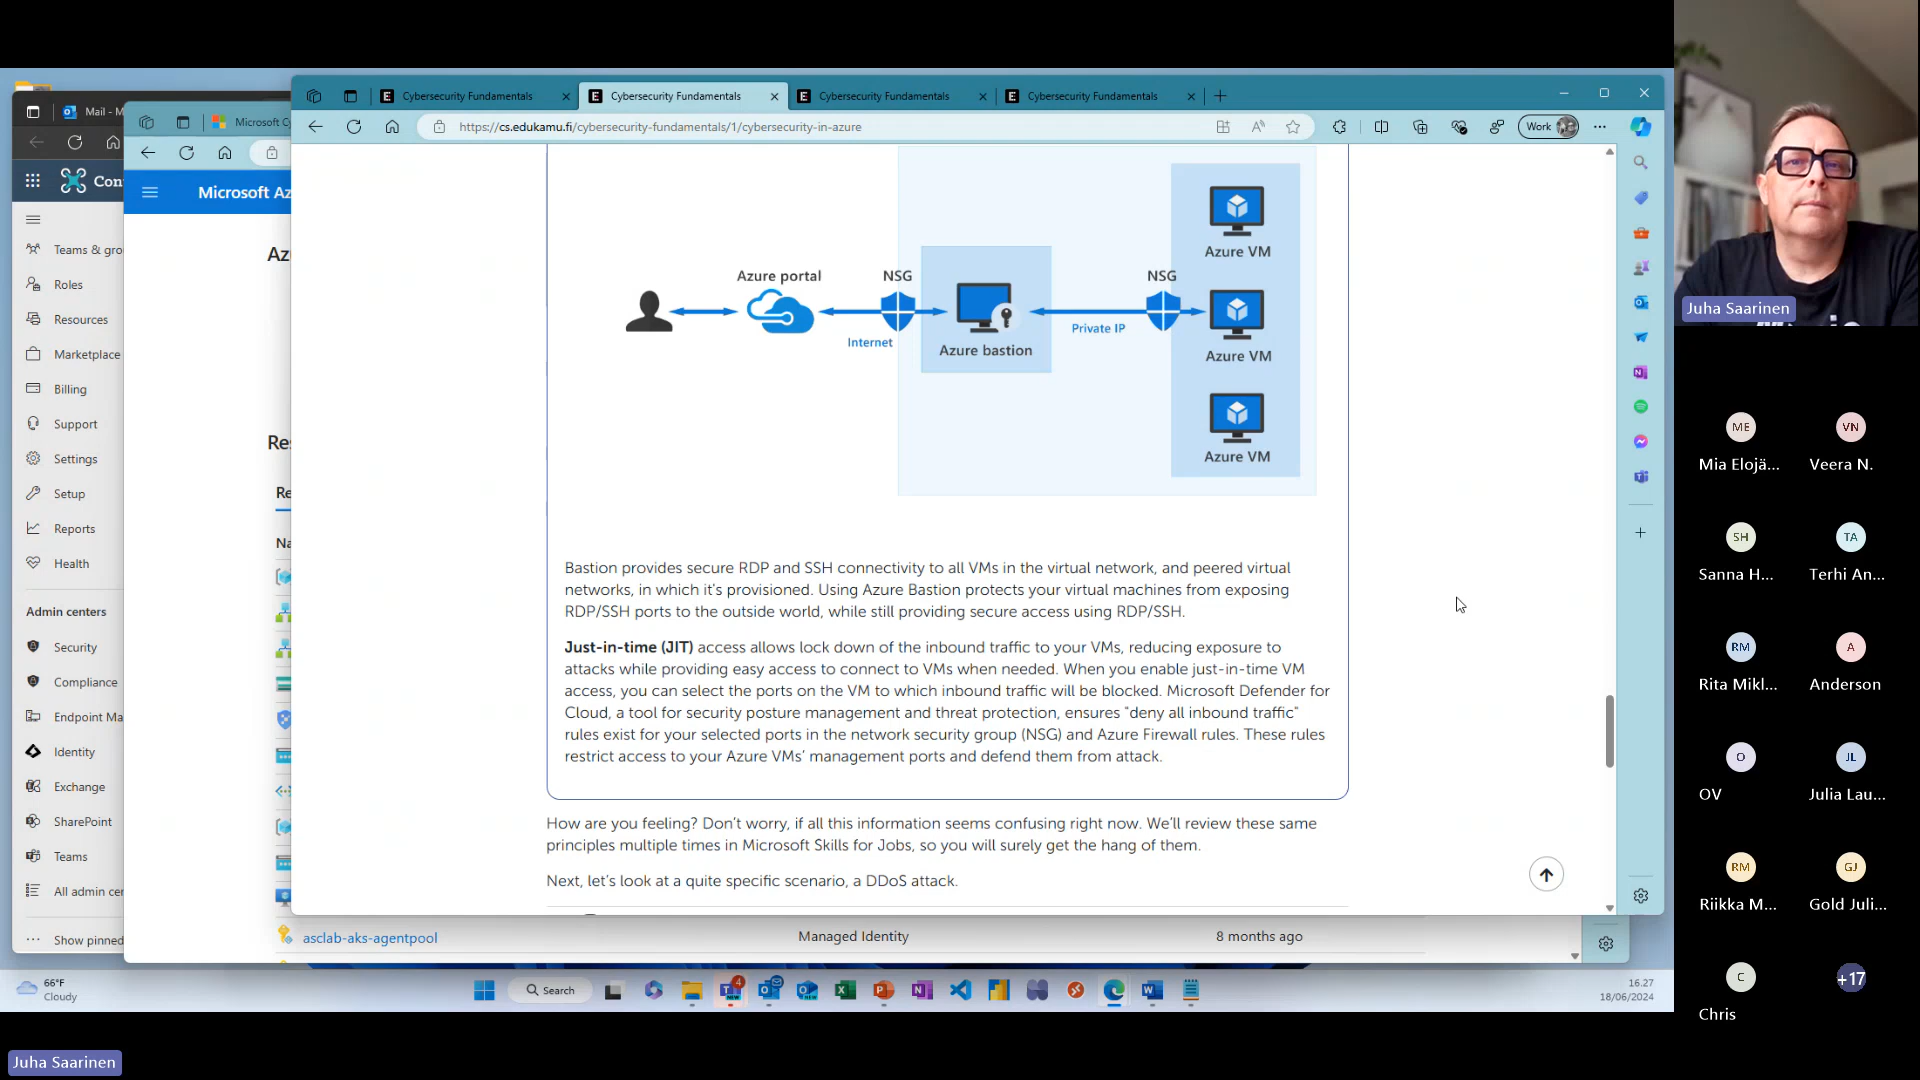 Cybersecurity Fundamentals
Cybersecurity Fundamentals
Cybersecurity Fundamentals
Cybersecurity Fundamentals
https://cs.edukamu.fi/cybersecurity-fundamentals/1/cybersecurity-in-azure
Work
Mail - M
Microsoft Cy
Con
Microsoft Az
Teams & gro
Roles
Resources
Marketplace
Billing
Support
Settings
Setup
Reports
Health
Admin centers
Security
Compliance
Endpoint Ma
Identity
Exchange
SharePoint
Teams
All admin cen
Show pinned
Az
Re
Re
Na
Azure portal
NSG
Internet
Azure bastion
Private IP
NSG
Azure VM
Azure VM
Azure VM
Bastion provides secure RDP and SSH connectivity to all VMs in the virtual network, and peered virtual
networks, in which it's provisioned. Using Azure Bastion protects your virtual machines from exposing
RDP/SSH ports to the outside world, while still providing secure access using RDP/SSH.
Just-in-time (JIT) access allows lock down of the inbound traffic to your VMs, reducing exposure to
attacks while providing easy access to connect to VMs when needed. When you enable just-in-time VM
access, you can select the ports on the VM to which inbound traffic will be blocked. Microsoft Defender for
Cloud, a tool for security posture management and threat protection, ensures "deny all inbound traffic"
rules exist for your selected ports in the network security group (NSG) and Azure Firewall rules. These rules
restrict access to your Azure VMs' management ports and defend them from attack.
How are you feeling? Don't worry, if all this information seems confusing right now. We'll review these same
principles multiple times in Microsoft Skills for Jobs, so you will surely get the hang of them.
Next, let's look at a quite specific scenario, a DDoS attack.
asclab-aks-agentpool
Managed Identity
8 months ago
66°F
Cloudy
Search
4
16.27
18/06/2024
Juha Saarinen
ME
Mia Elojä...
VN
Veera N.
SH
Sanna H...
TA
Terhi An...
RM
Rita Mikl...
A
Anderson
O
OV
JL
Julia Lau...
RM
Riikka M...
GJ
Gold Juli...
C
Chris
+17
Juha Saarinen